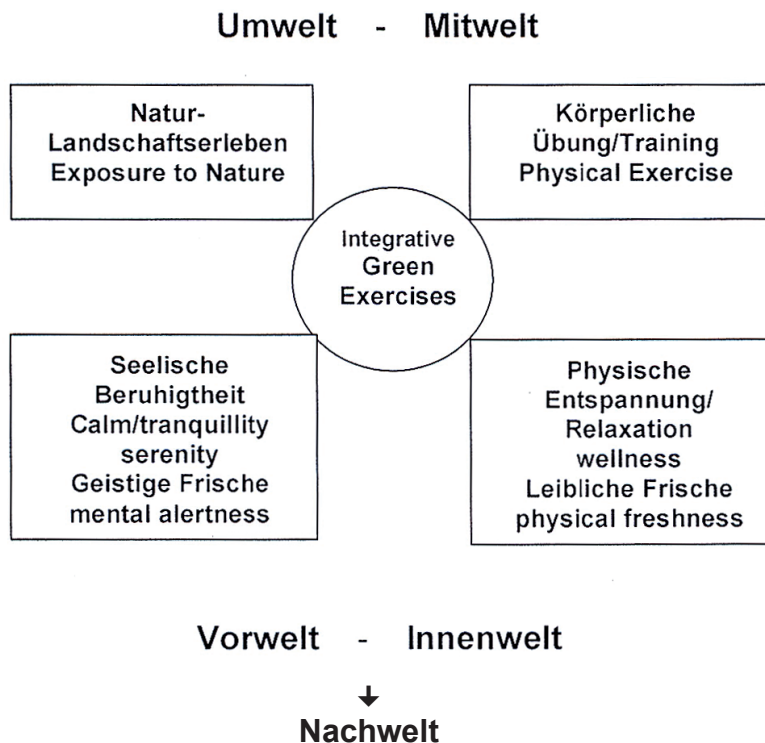 Umwelt - Mitwelt
Natur-
Landschaftserleben
Exposure to Nature
Körperliche
Übung/Training
Physical Exercise
Integrative
Green
Exercises
Seelische
Beruhigtheit
Calm/tranquillity
serenity
Geistige Frische
mental alertness
Physische
Entspannung/
Relaxation
wellness
Leibliche Frische
physical freshness
Vorwelt - Innenwelt
Nachwelt